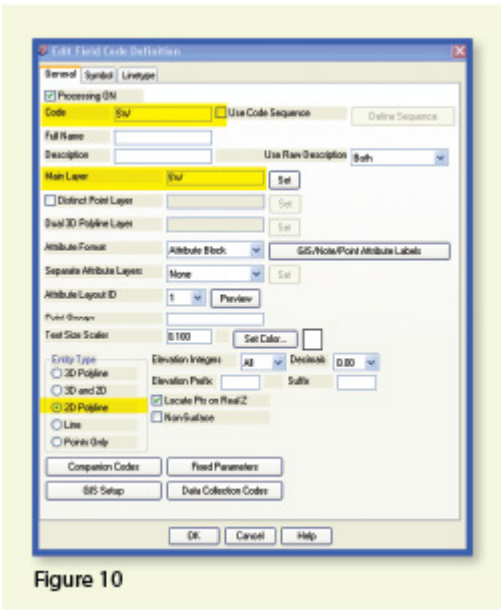 Edit Field Code Definition
General Symbol Linetype
Processing ON
Code SW Use Code Sequence Define Sequence
Full Name
Description Use Raw Description Both
Main Layer SW Set
Distinct Point Layer Set
Dual 3D Polyline Layer Set
Attribute Format Attribute Block GIS/Note/Point Attribute Labels
Separate Attribute Layers None Set
Attribute Layout ID 1 Preview
Point Groups
Text Size Scaler 0.100 Set Color...
Entity Type Elevation Integers All Decimals 0.00
3D Polyline Elevation Prefix Suffix
3D and 2D
2D Polyline Locate Pts on Real Z
Line Non-Surface
Points Only
Companion Codes Fixed Parameters
GIS Setup Data Collection Codes
OK Cancel Help
Figure 10